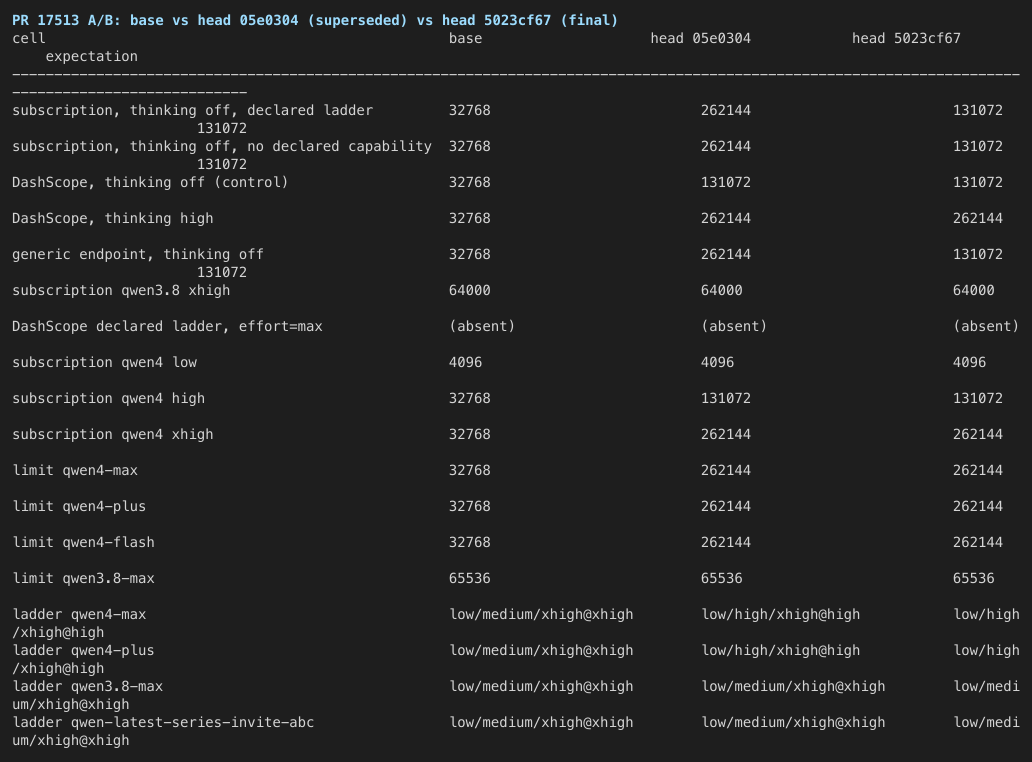 PR 17513 A/B: base vs head 05e0304 (superseded) vs head 5023cf67 (final)
cell base head 05e0304 head 5023cf67
expectation
------------------------------------------------------------------------------------------------------------------------
----------------------------
subscription, thinking off, declared ladder 32768 262144 131072
131072
subscription, thinking off, no declared capability 32768 262144 131072
131072
DashScope, thinking off (control) 32768 131072 131072
DashScope, thinking high 32768 262144 262144
generic endpoint, thinking off 32768 262144 131072
131072
subscription qwen3.8 xhigh 64000 64000 64000
DashScope declared ladder, effort=max (absent) (absent) (absent)
subscription qwen4 low 4096 4096 4096
subscription qwen4 high 32768 131072 131072
subscription qwen4 xhigh 32768 262144 262144
limit qwen4-max 32768 262144 262144
limit qwen4-plus 32768 262144 262144
limit qwen4-flash 32768 262144 262144
limit qwen3.8-max 65536 65536 65536
ladder qwen4-max low/medium/xhigh@xhigh low/high/xhigh@high low/high
/xhigh@high
ladder qwen4-plus low/medium/xhigh@xhigh low/high/xhigh@high low/high
/xhigh@high
ladder qwen3.8-max low/medium/xhigh@xhigh low/medium/xhigh@xhigh low/medi
um/xhigh@xhigh
ladder qwen-latest-series-invite-abc low/medium/xhigh@xhigh low/medium/xhigh@xhigh low/medi
um/xhigh@xhigh